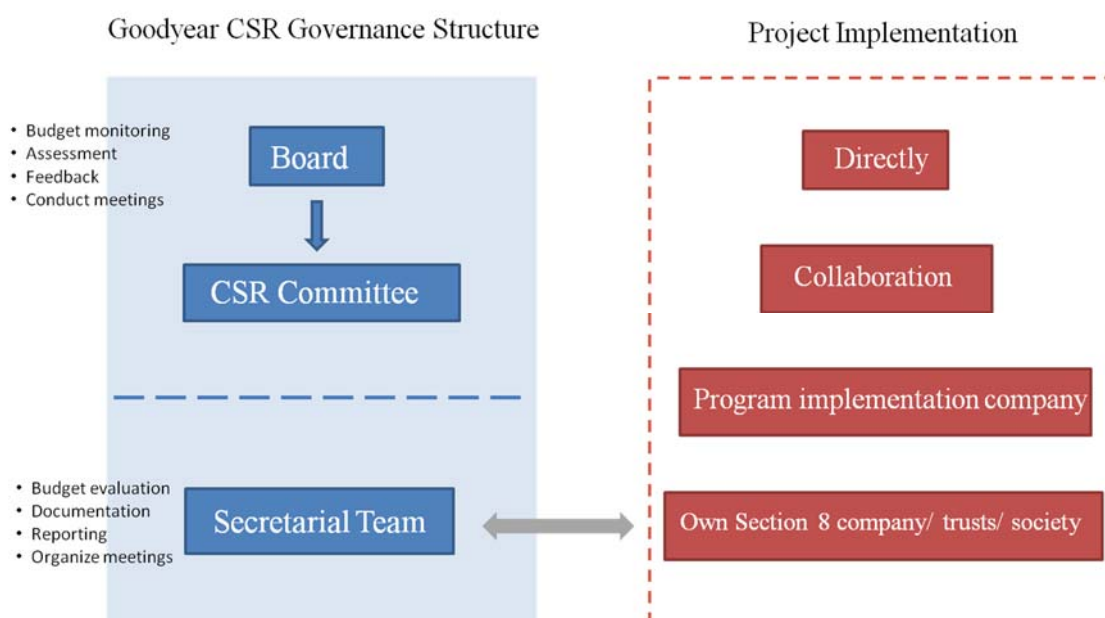 Goodyear CSR Governance Structure
Project Implementation
• Budget monitoring
• Assessment
• Feedback
• Conduct meetings
Board
CSR Committee
• Budget evaluation
• Documentation
• Reporting
• Organize meetings
Secretarial Team
Directly
Collaboration
Program implementation company
Own Section 8 company/ trusts/ society